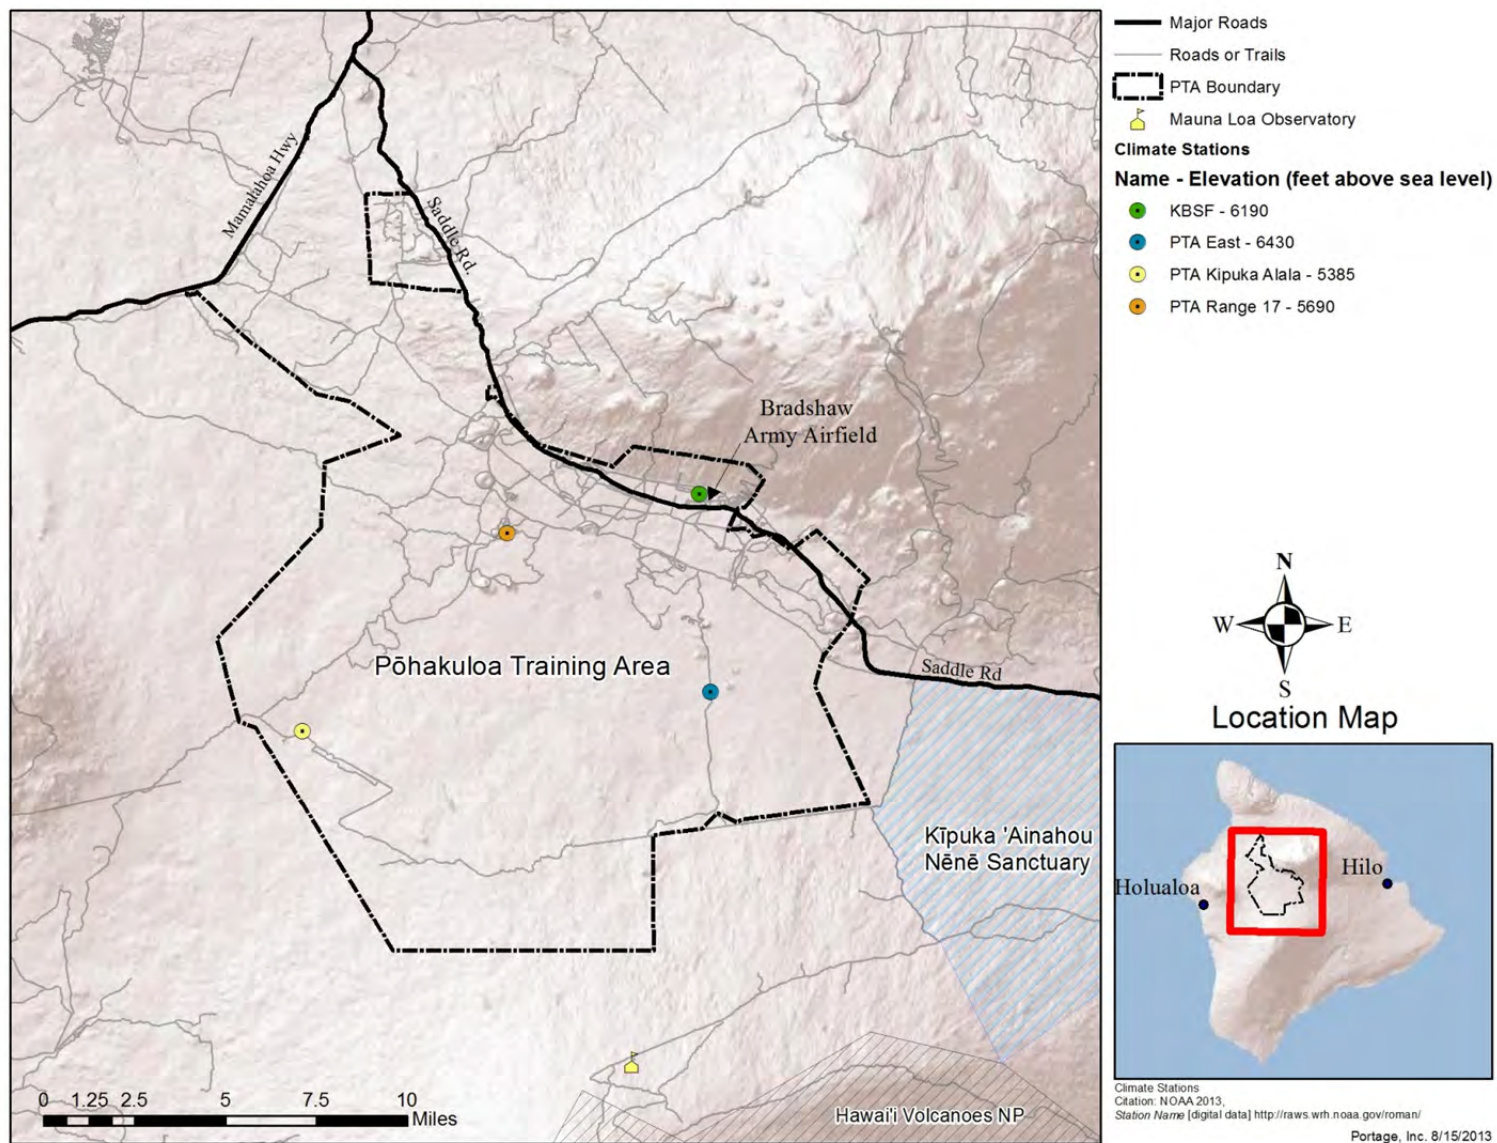 Major Roads
Roads or Trails
PTA Boundary
Mauna Loa Observatory
Climate Stations
Name - Elevation (feet above sea level)
KBSF - 6190
PTA East - 6430
PTA Kipuka Alala - 5385
PTA Range 17 - 5690
Mamalahoa Hwy
Saddle Rd.
Bradshaw
Army Airfield
Pōhakuloa Training Area
Saddle Rd
Kīpuka 'Ainahou
Nēnē Sanctuary
Hawai'i Volcanoes NP
0 1.25 2.5 5 7.5 10
Miles
N
W E
S
Location Map
Holualoa
Hilo
Climate Stations
Citation: NOAA 2013,
Station Name [digital data] http://raws.wrh.noaa.gov/roman/
Portage, Inc. 8/15/2013